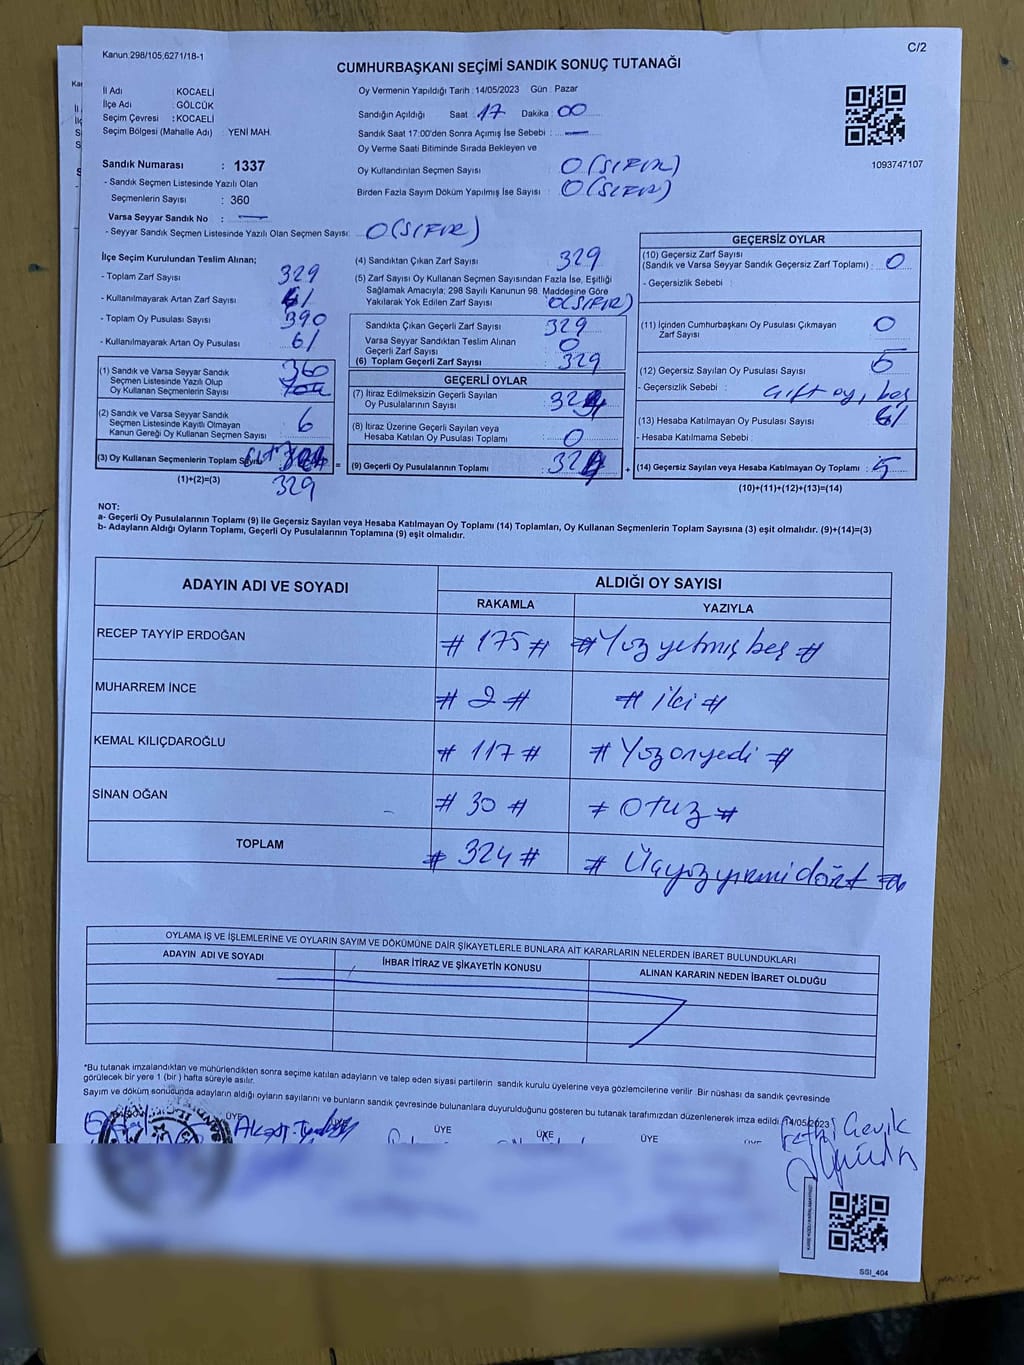 Kanun.298/105,6271/18-1
C/2
CUMHURBAŞKANI SEÇİMİ SANDIK SONUÇ TUTANAĞI
İl Adı : KOCAELİ
İlçe Adı : GÖLCÜK
Seçim Çevresi : KOCAELİ
Seçim Bölgesi (Mahalle Adı) YENİ MAH.
Oy Vermenin Yapıldığı Tarih : 14/05/2023 Gün : Pazar
Sandığın Açıldığı Saat : 17 Dakika : 00
Sandık Saat 17:00'den Sonra Açımış İse Sebebi : —
Oy Verme Saati Bitiminde Sırada Bekleyen ve
Oy Kullandırılan Seçmen Sayısı : 0 (SIFIR)
Birden Fazla Sayım Döküm Yapılmış İse Sayısı : 0 (SIFIR)
1093747107
Sandık Numarası : 1337
- Sandık Seçmen Listesinde Yazılı Olan
Seçmenlerin Sayısı : 360
Varsa Seyyar Sandık No : —
- Seyyar Sandık Seçmen Listesinde Yazılı Olan Seçmen Sayısı: 0 (SIFIR)
İlçe Seçim Kurulundan Teslim Alınan;
- Toplam Zarf Sayısı 329
- Kullanılmayarak Artan Zarf Sayısı 61
- Toplam Oy Pusulası Sayısı 390
- Kullanılmayarak Artan Oy Pusulası 61
(1) Sandık ve Varsa Seyyar Sandık
Seçmen Listesinde Yazılı Olup
Oy Kullanan Seçmenlerin Sayısı 360
(2) Sandık ve Varsa Seyyar Sandık
Seçmen Listesinde Kayıtlı Olmayan
Kanun Gereği Oy Kullanan Seçmen Sayısı 6
(3) Oy Kullanan Seçmenlerin Toplam Sayısı
(1)+(2)=(3) 329
(4) Sandıktan Çıkan Zarf Sayısı 329
(5) Zarf Sayısı Oy Kullanan Seçmen Sayısından Fazla İse, Eşitliği
Sağlamak Amacıyla; 298 Sayılı Kanunun 98. Maddesine Göre
Yakılarak Yok Edilen Zarf Sayısı 0 (SIFIR)
Sandıkta Çıkan Geçerli Zarf Sayısı 329
Varsa Seyyar Sandıktan Teslim Alınan
Geçerli Zarf Sayısı 0
(6) Toplam Geçerli Zarf Sayısı 329
GEÇERLİ OYLAR
(7) İtiraz Edilmeksizin Geçerli Sayılan
Oy Pusulalarının Sayısı 324
(8) İtiraz Üzerine Geçerli Sayılan veya
Hesaba Katılan Oy Pusulası Toplamı 0
= (9) Geçerli Oy Pusulalarının Toplamı 324
GEÇERSİZ OYLAR
(10) Geçersiz Zarf Sayısı
(Sandık ve Varsa Seyyar Sandık Geçersiz Zarf Toplamı) : 0
- Geçersizlik Sebebi :
(11) İçinden Cumhurbaşkanı Oy Pusulası Çıkmayan
Zarf Sayısı 0
(12) Geçersiz Sayılan Oy Pusulası Sayısı 5
- Geçersizlik Sebebi : Çift oy, beş
(13) Hesaba Katılmayan Oy Pusulası Sayısı 61
- Hesaba Katılmama Sebebi :
+ (14) Geçersiz Sayılan veya Hesaba Katılmayan Oy Toplamı : 5
(10)+(11)+(12)+(13)=(14)
NOT:
a- Geçerli Oy Pusulalarının Toplamı (9) ile Geçersiz Sayılan veya Hesaba Katılmayan Oy Toplamı (14) Toplamları, Oy Kullanan Seçmenlerin Toplam Sayısına (3) eşit olmalıdır. (9)+(14)=(3)
b- Adayların Aldığı Oyların Toplamı, Geçerli Oy Pusulalarının Toplamına (9) eşit olmalıdır.
ADAYIN ADI VE SOYADI ALDIĞI OY SAYISI
RAKAMLA YAZIYLA
RECEP TAYYİP ERDOĞAN # 175 # # Yüz yetmiş beş #
MUHARREM İNCE # 2 # # iki #
KEMAL KILIÇDAROĞLU # 117 # # Yüz onyedi #
SİNAN OĞAN # 30 # # otuz #
TOPLAM # 324 # # Üçyüz yirmi dört #
OYLAMA İŞ VE İŞLEMLERİNE VE OYLARIN SAYIM VE DÖKÜMÜNE DAİR ŞİKAYETLERLE BUNLARA AİT KARARLARIN NELERDEN İBARET BULUNDUKLARI
ADAYIN ADI VE SOYADI İHBAR İTİRAZ VE ŞİKAYETİN KONUSU ALINAN KARARIN NEDEN İBARET OLDUĞU
*Bu tutanak imzalandıktan ve mühürlendikten sonra seçime katılan adayların ve talep eden siyasi partilerin sandık kurulu üyelerine veya gözlemcilerine verilir. Bir nüshası da sandık çevresinde
görülecek bir yere 1 (bir ) hafta süreyle asılır.
Sayım ve döküm sonucunda adayların aldığı oyların sayılarını ve bunların sandık çevresinde bulunanlara duyurulduğunu gösteren bu tutanak tarafımızdan düzenlenerek imza edildi.(14/05/2023)
ÜYE ÜYE ÜYE ÜYE ÜYE
SSI_404